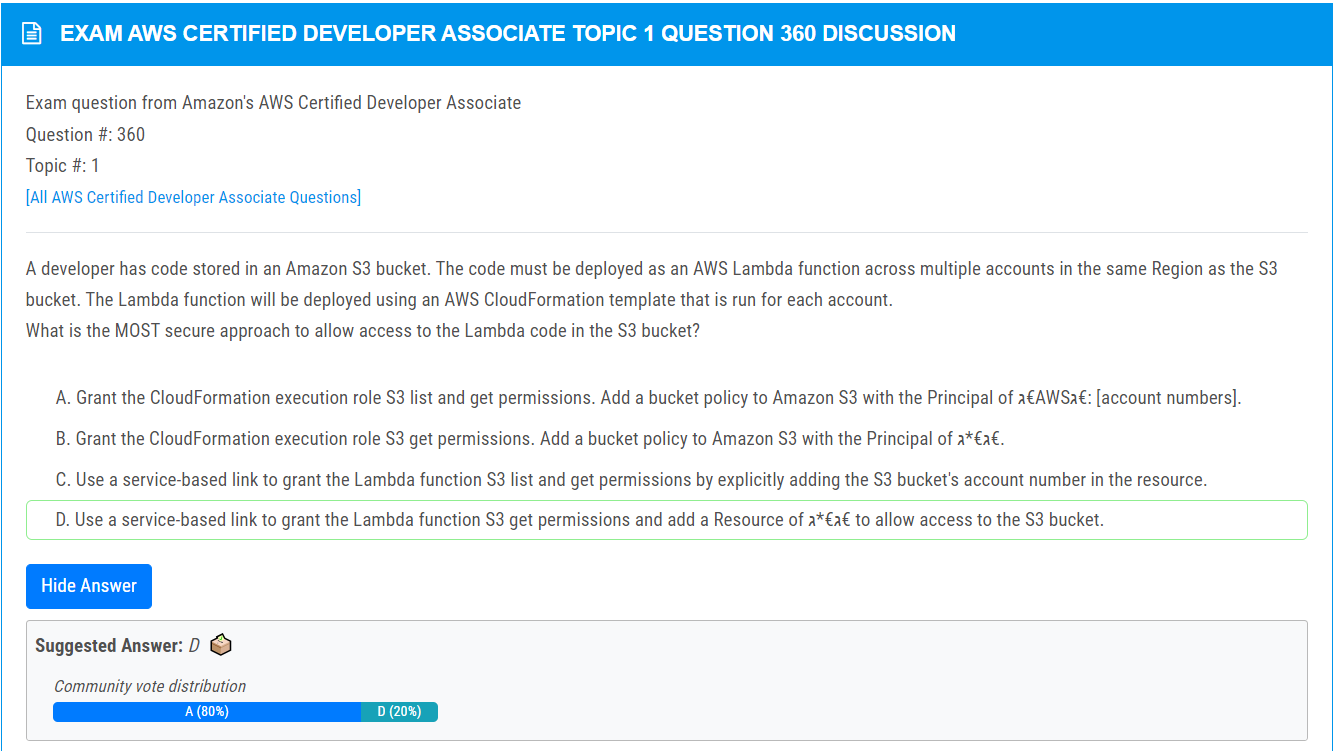 EXAM AWS CERTIFIED DEVELOPER ASSOCIATE TOPIC 1 QUESTION 360 DISCUSSION
Exam question from Amazon's AWS Certified Developer Associate
Question #: 360
Topic #: 1
[All AWS Certified Developer Associate Questions]
A developer has code stored in an Amazon S3 bucket. The code must be deployed as an AWS Lambda function across multiple accounts in the same Region as the S3
bucket. The Lambda function will be deployed using an AWS CloudFormation template that is run for each account.
What is the MOST secure approach to allow access to the Lambda code in the S3 bucket?
A. Grant the CloudFormation execution role S3 list and get permissions. Add a bucket policy to Amazon S3 with the Principal of ג€AWSג€: [account numbers].
B. Grant the CloudFormation execution role S3 get permissions. Add a bucket policy to Amazon S3 with the Principal of ג€*ג€.
C. Use a service-based link to grant the Lambda function S3 list and get permissions by explicitly adding the S3 bucket's account number in the resource.
D. Use a service-based link to grant the Lambda function S3 get permissions and add a Resource of ג€*ג€ to allow access to the S3 bucket.
Hide Answer
Suggested Answer: D
Community vote distribution
A (80%) D (20%)